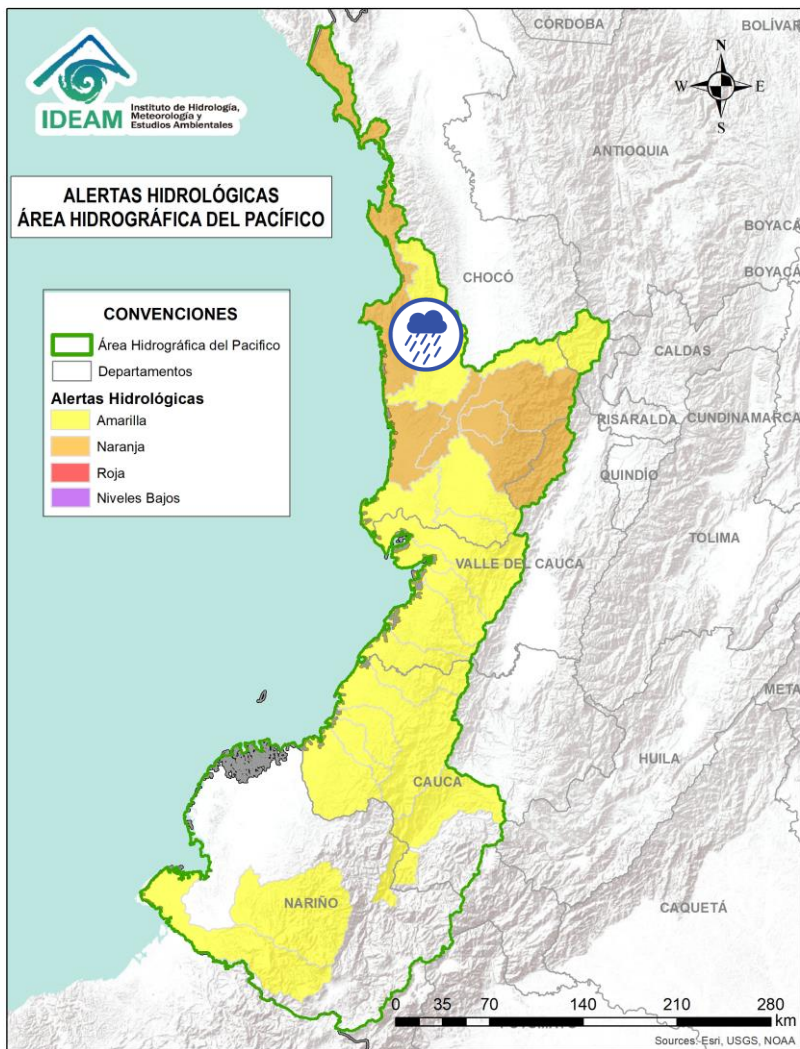 CÓRDOBA
BOLÍVAR
IDEAM
Instituto de Hidrología,
Meteorología y
Estudios Ambientales
N
W
E
S
ANTIOQUIA
ALERTAS HIDROLÓGICAS
ÁREA HIDROGRÁFICA DEL PACÍFICO
BOYACÁ
BOYACÁ
CHOCÓ
CONVENCIONES
Área Hidrográfica del Pacifico
Departamentos
Alertas Hidrológicas
Amarilla
Naranja
Roja
Niveles Bajos
CALDAS
RISARALDA
CUNDINAMARCA
QUINDÍO
TOLIMA
VALLE DEL CAUCA
META
HUILA
CAUCA
NARIÑO
CAQUETÁ
0 35 70 140 210 280
km
Sources: Esri, USGS, NOAA